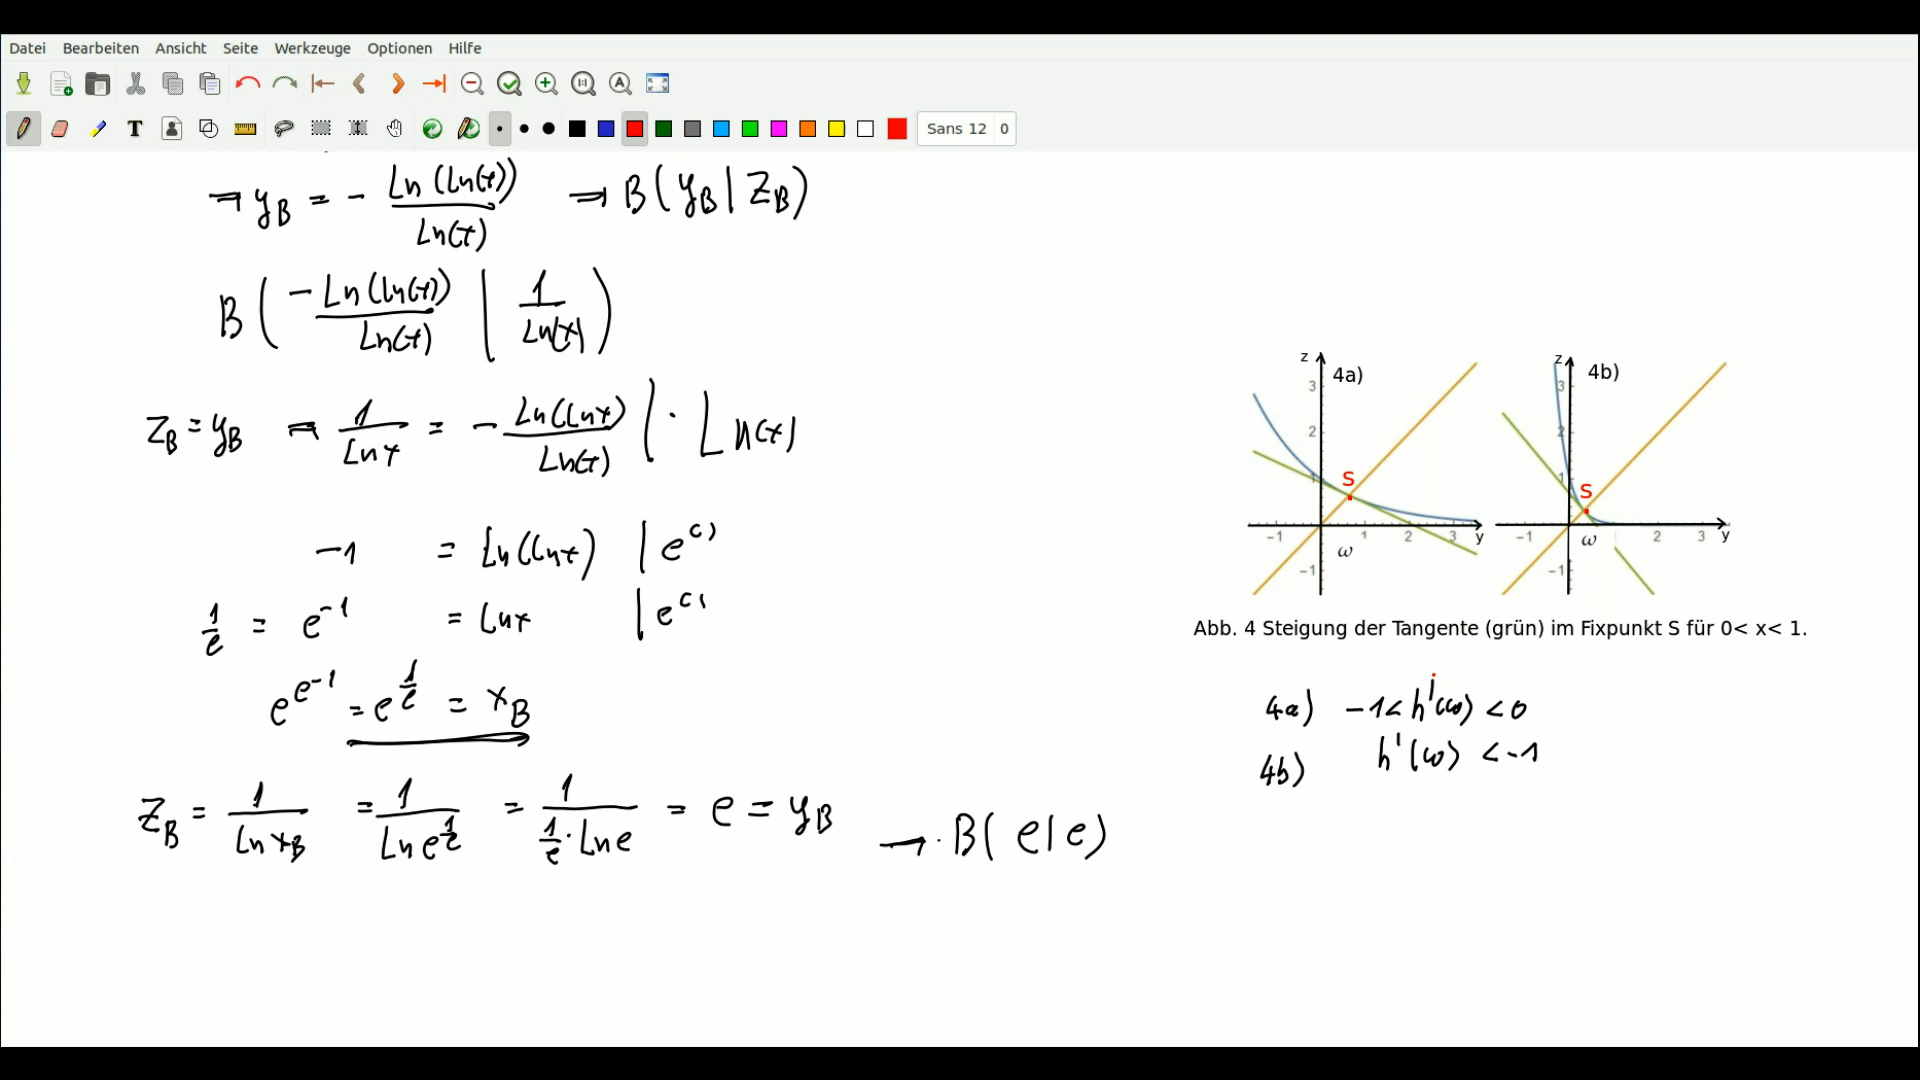 Datei Bearbeiten Ansicht Seite Werkzeuge Optionen Hilfe
Sans 12 0
⇒ y_B = - Ln(Ln(x)) / Ln(x) ⇒ B( y_B | z_B )
B( -Ln(Ln(x)) / Ln(x) | 1 / Ln(x) )
z_B = y_B ⇒ 1 / Ln x = - Ln(Ln x) / Ln(x) | · Ln(x)
-1 = Ln(Ln x) | e^( )
1/e = e^-1 = Ln x | e^( )
e^e^-1 = e^1/e = x_B
z_B = 1 / Ln x_B = 1 / Ln e^1/e = 1 / (1/e · Ln e) = e = y_B → B( e | e )
z 4a)
3
2
1
S
-1 ω 1 2 3 y
-1
z 4b)
3
2
1
S
-1 ω 2 3 y
-1
Abb. 4 Steigung der Tangente (grün) im Fixpunkt S für 0< x< 1.
4a) -1 < h'(ω) < 0
4b) h'(ω) < -1